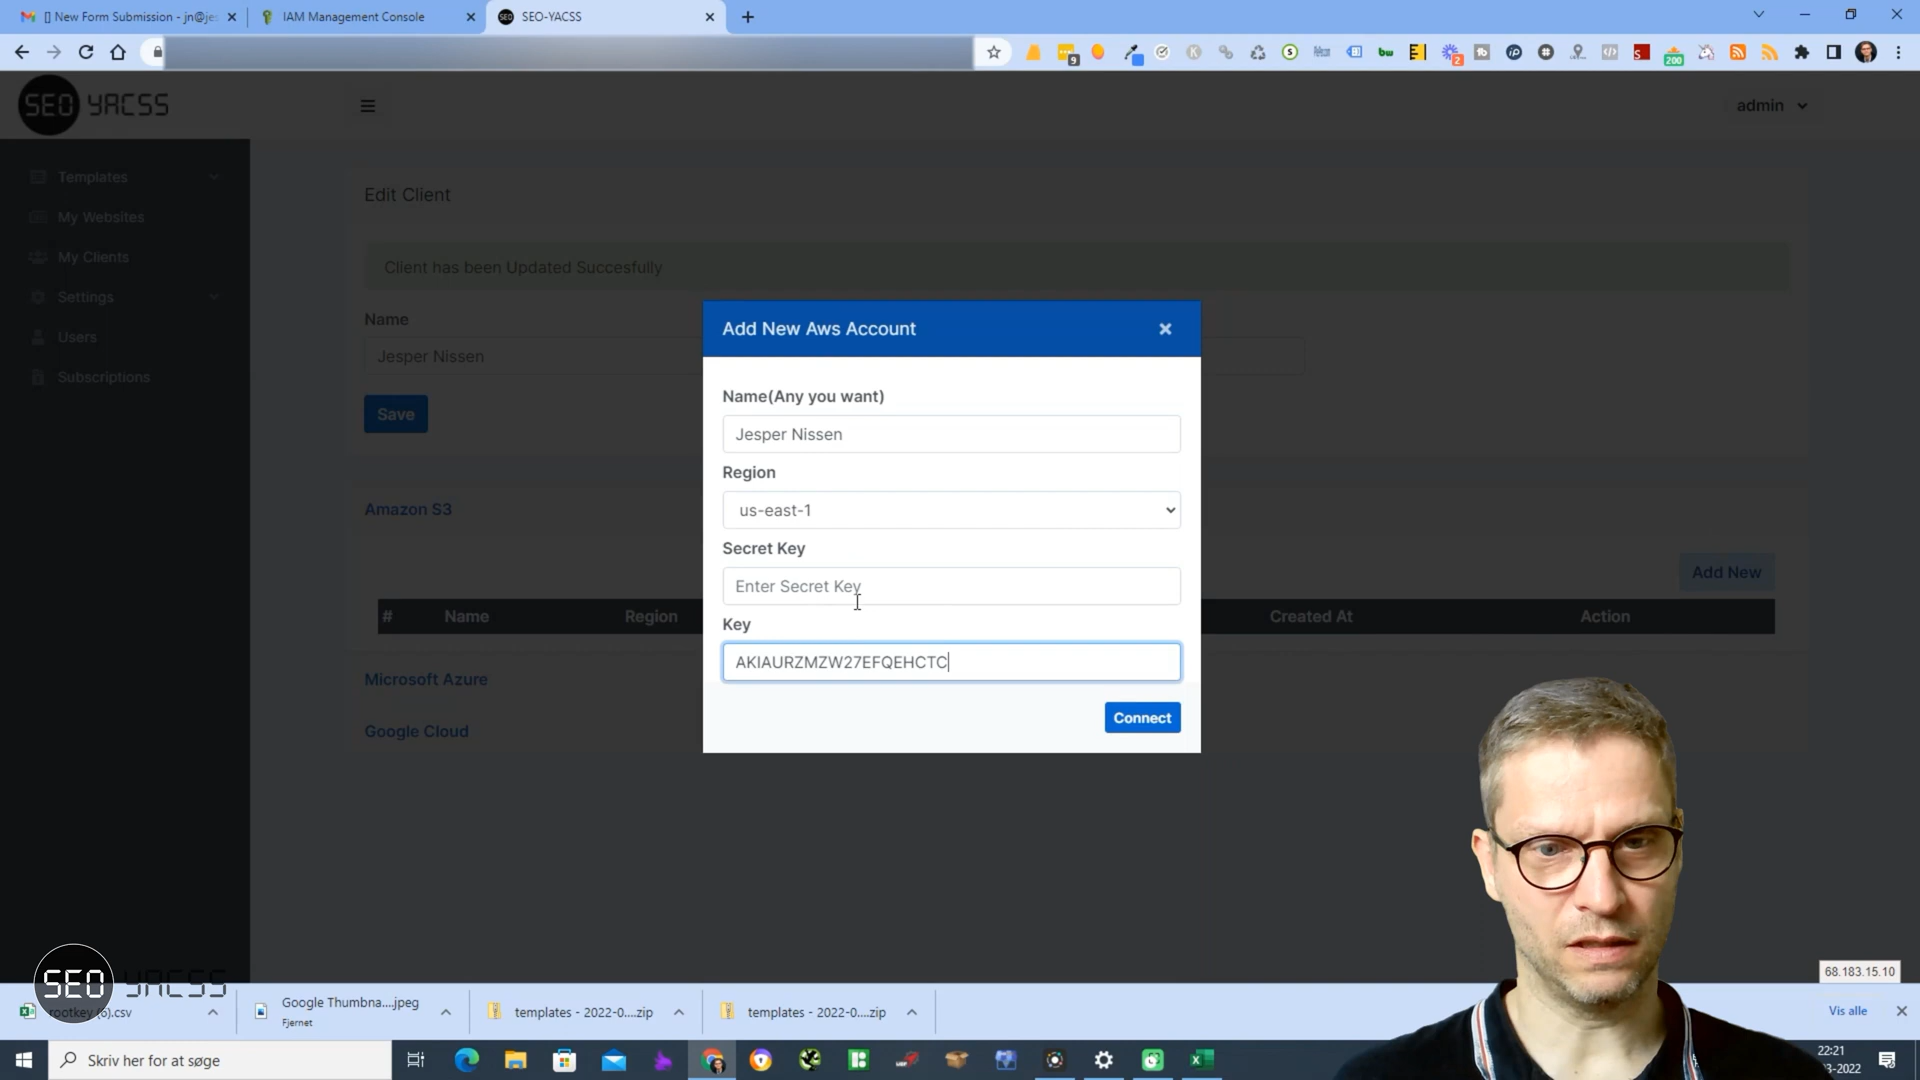 [] New Form Submission - jn@je
IAM Management Console
SEO-YACSS
9
2
200
SEO YACSS
admin
Templates
My Websites
My Clients
Settings
Users
Subscriptions
Edit Client
Client has been Updated Succesfully
Name
Jesper Nissen
Save
Amazon S3
Add New
# Name Region Created At Action
Microsoft Azure
Google Cloud
Add New Aws Account
×
Name(Any you want)
Jesper Nissen
Region
us-east-1
Secret Key
Enter Secret Key
Key
AKIAURZMZW27EFQEHCTC
Connect
68.183.15.10
SEO YACSS
rootkey (6).csv
Google Thumbna....jpeg
Fjernet
templates - 2022-0....zip
templates - 2022-0....zip
Vis alle
Skriv her for at søge
22:21
03-2022